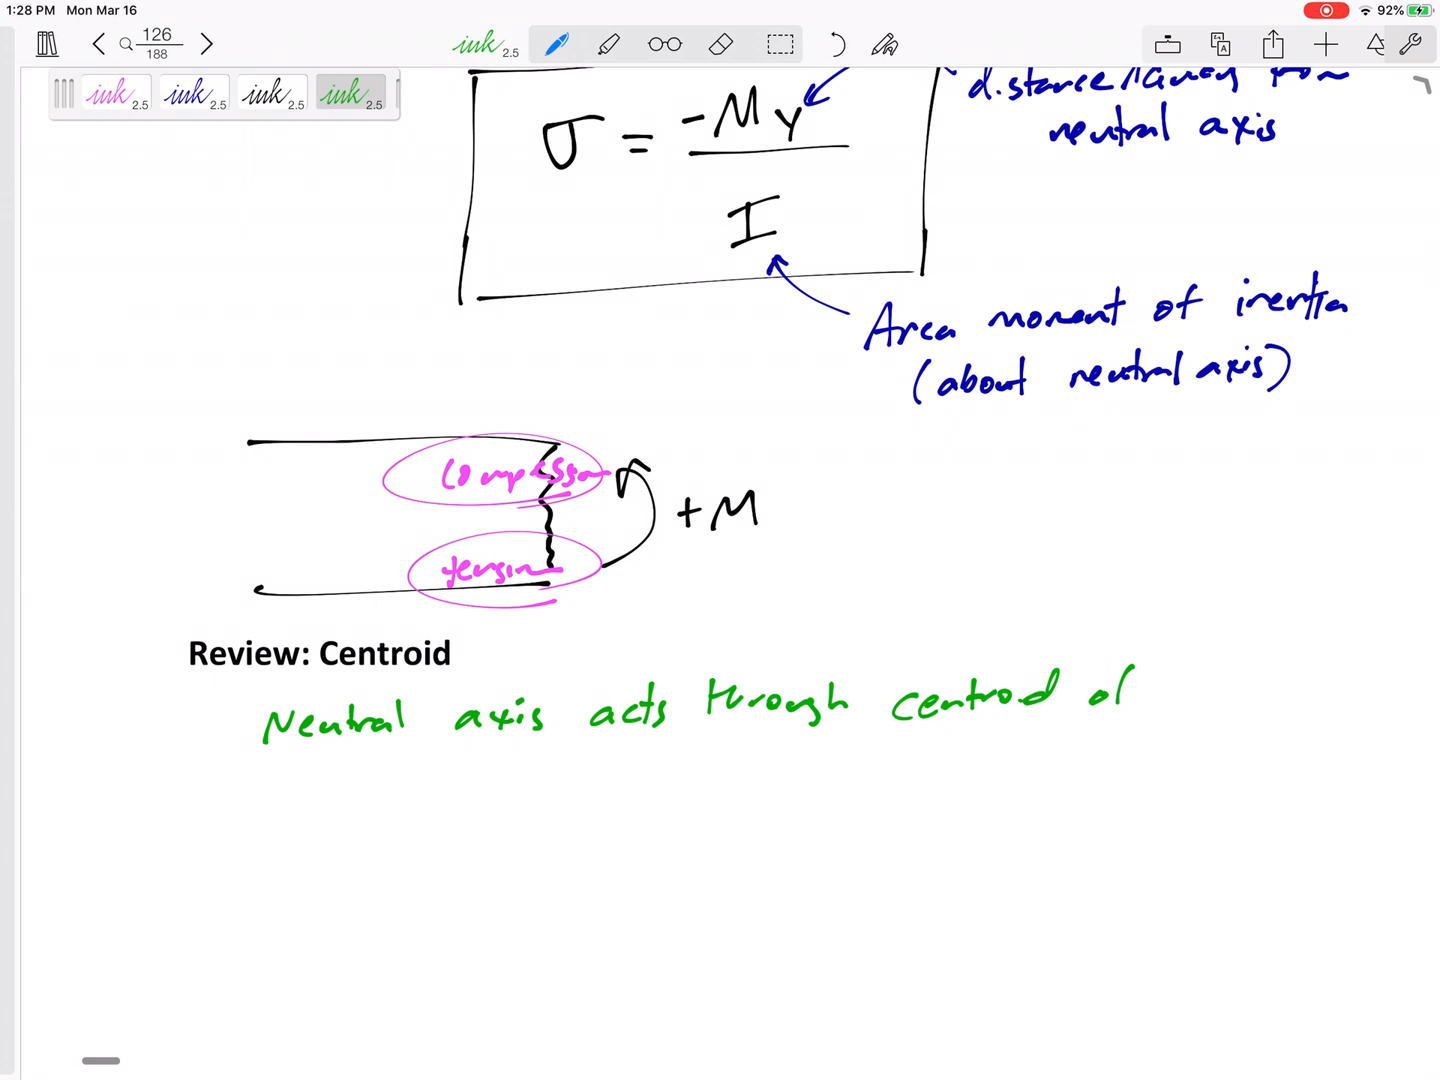 1:28 PM Mon Mar 16
92%
126
188
ink 2.5
ink 2.5
ink 2.5
ink 2.5
ink 2.5
distance from
neutral axis
σ = -My
I
Area moment of inertia
(about neutral axis)
compression
+M
tension
Review: Centroid
Neutral axis acts through centroid of